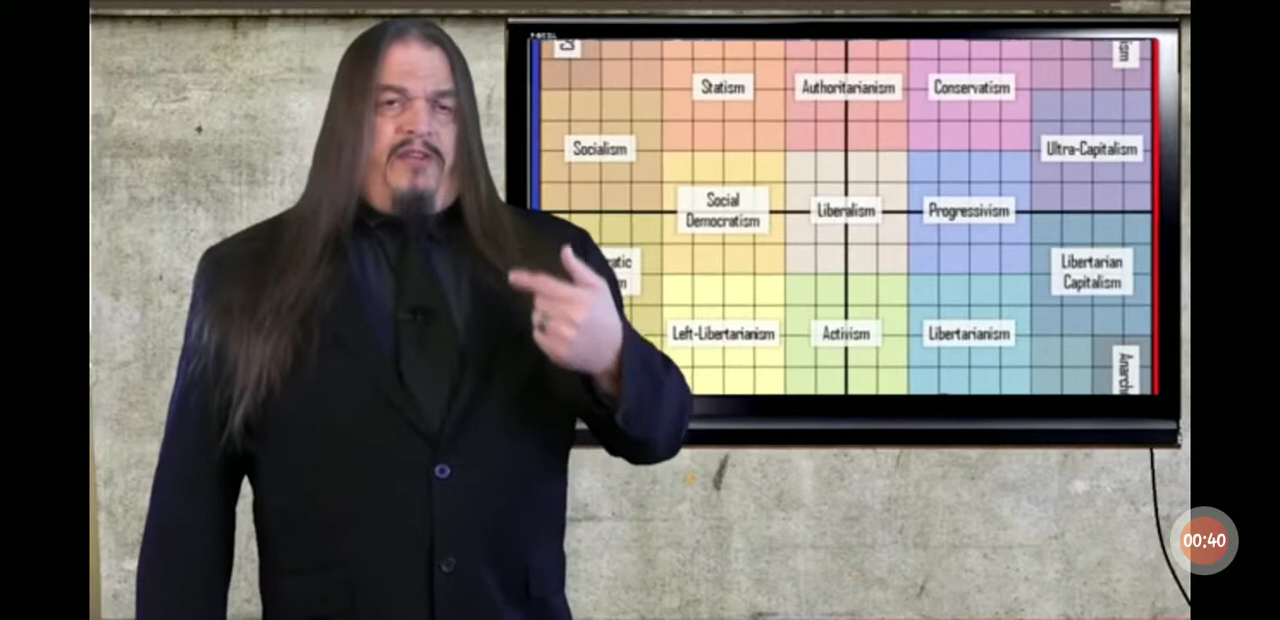 Statism
Authoritarianism
Conservatism
Socialism
Ultra-Capitalism
Social
Democratism
Liberalism
Progressivism
Libertarian
Capitalism
Left-Libertarianism
Activism
Libertarianism
00:40